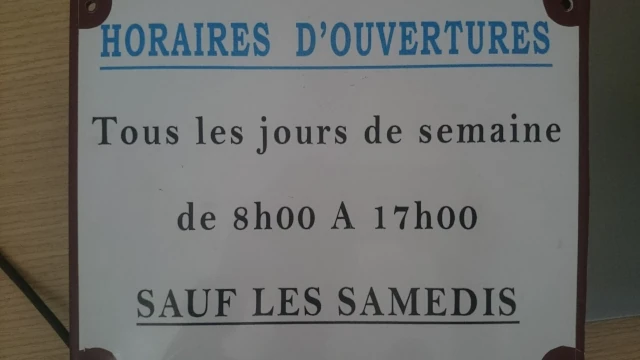 HORAIRES D'OUVERTURES
Tous les jours de semaine
de 8h00 A 17h00
SAUF LES SAMEDIS